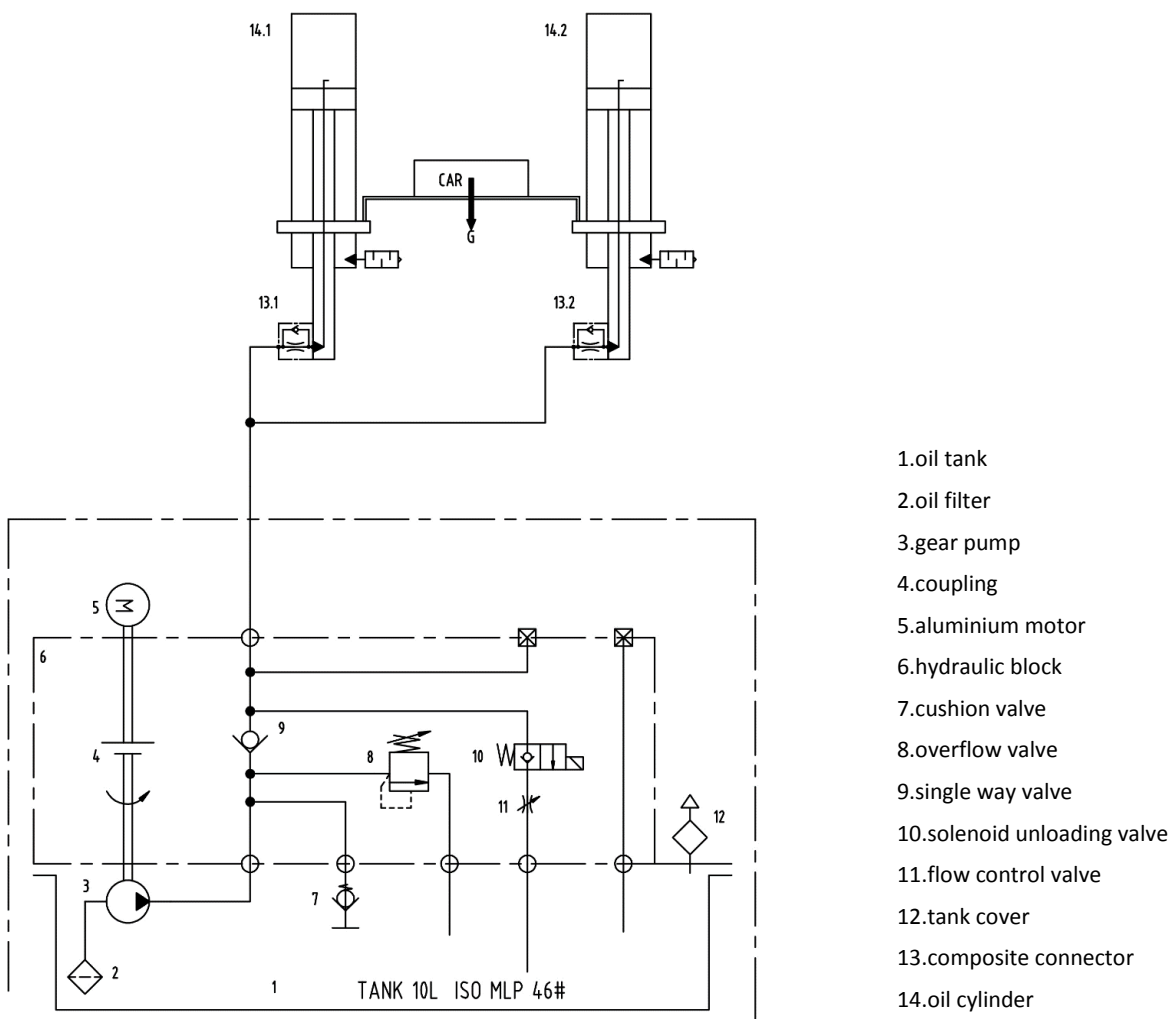 14.1
14.2
CAR
G
13.1
13.2
5
M
6
4
9
8
10
11
12
3
7
2
1
TANK 10L ISO MLP 46#
1.oil tank
2.oil filter
3.gear pump
4.coupling
5.aluminium motor
6.hydraulic block
7.cushion valve
8.overflow valve
9.single way valve
10.solenoid unloading valve
11.flow control valve
12.tank cover
13.composite connector
14.oil cylinder